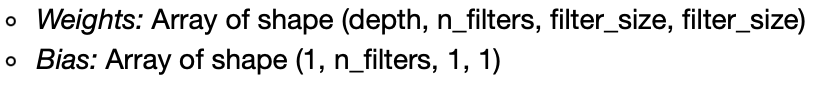 Weights: Array of shape (depth, n_filters, filter_size, filter_size)
Bias: Array of shape (1, n_filters, 1, 1)